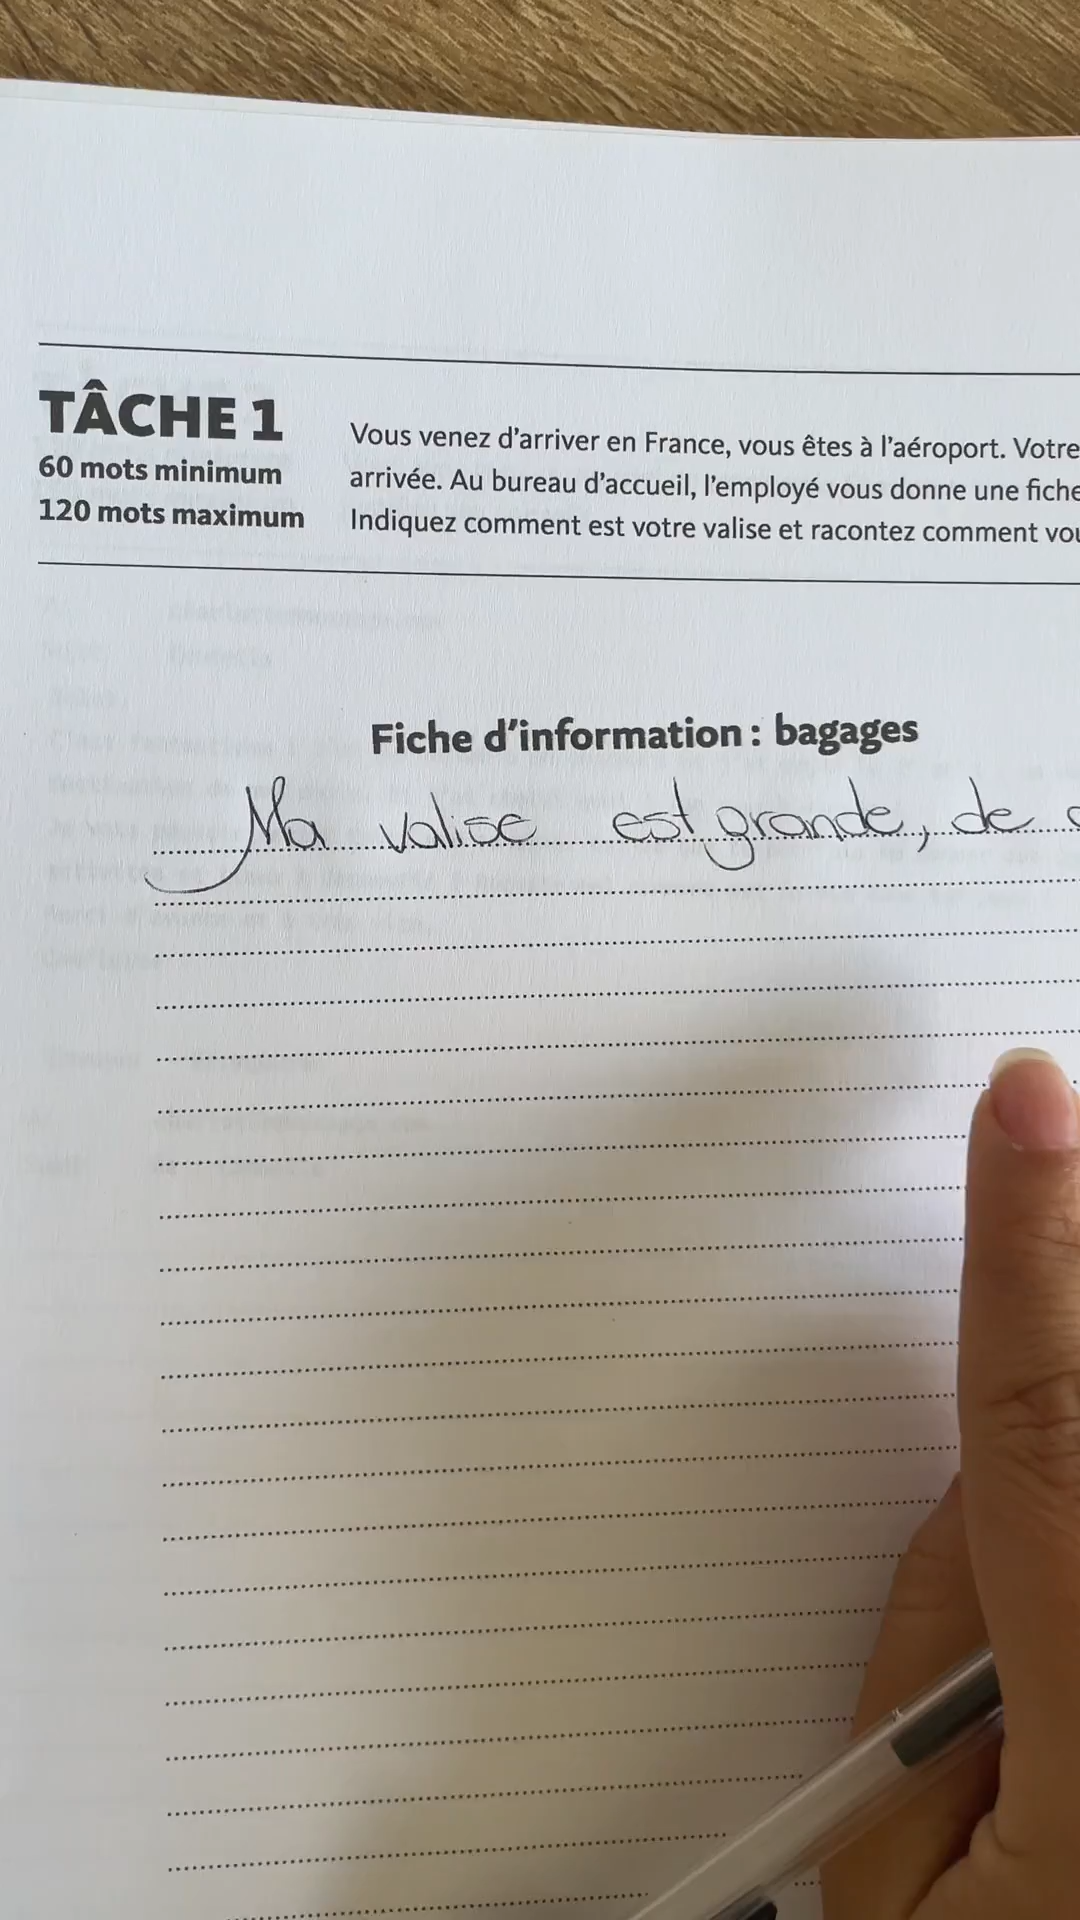 TÂCHE 1
60 mots minimum
120 mots maximum
Vous venez d'arriver en France, vous êtes à l'aéroport. Votre
arrivée. Au bureau d'accueil, l'employé vous donne une fiche
Indiquez comment est votre valise et racontez comment
Fiche d'information : bagages
Ma valise est grande, de